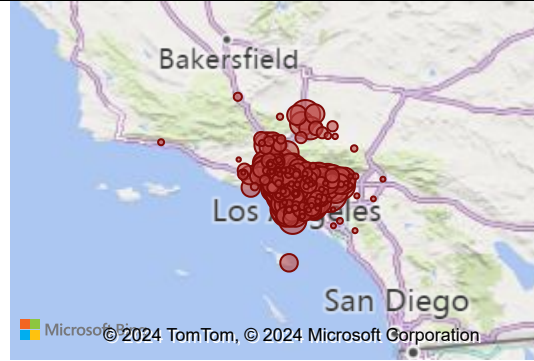 Bakersfield
Los Angeles
San Diego
Microsoft Bing
© 2024 TomTom, © 2024 Microsoft Corporation